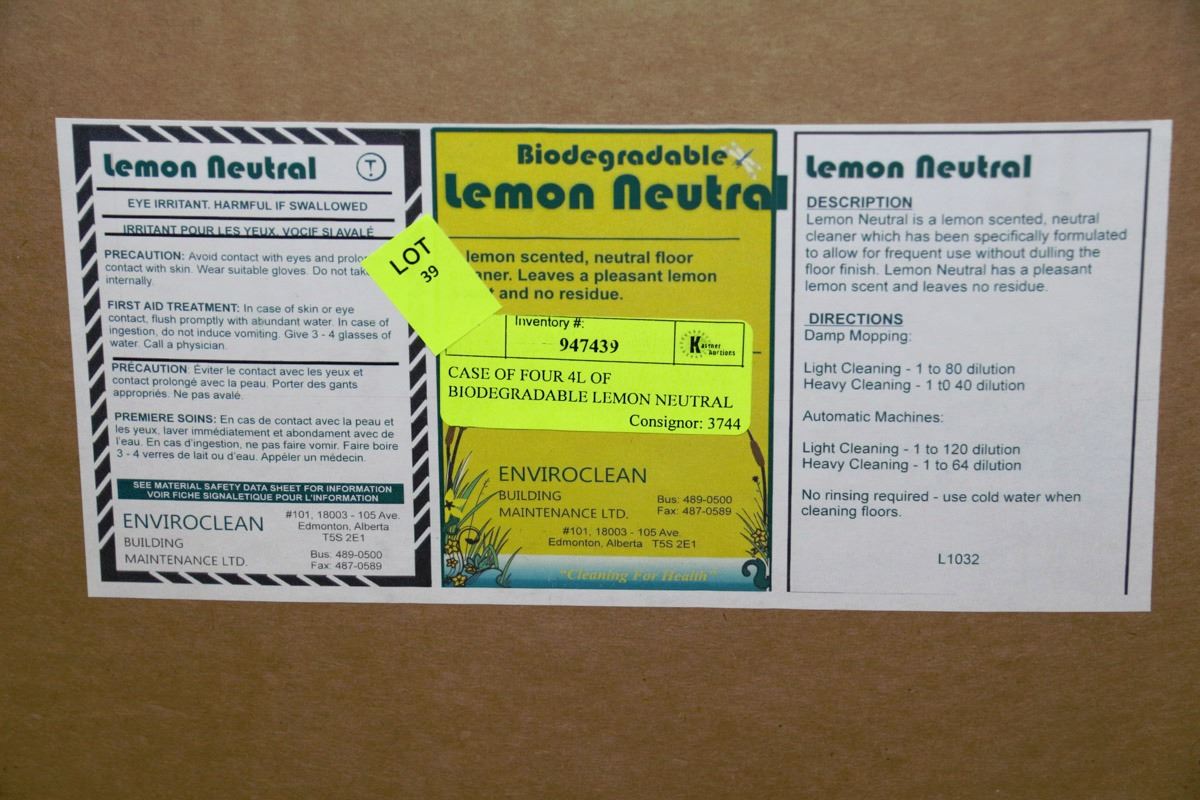 Lemon Neutral
T
EYE IRRITANT. HARMFUL IF SWALLOWED
IRRITANT POUR LES YEUX. VOCIF SI AVALÉ
PRECAUTION: Avoid contact with eyes and prolo
contact with skin. Wear suitable gloves. Do not tak
internally.
FIRST AID TREATMENT: In case of skin or eye
contact, flush promptly with abundant water. In case of
ingestion, do not induce vomiting. Give 3 - 4 glasses of
water. Call a physician.
PRÉCAUTION: Éviter le contact avec les yeux et
contact prolongé avec la peau. Porter des gants
appropriés. Ne pas avalé.
PREMIERE SOINS: En cas de contact avec la peau et
les yeux, laver immédiatement et abondament avec de
l'eau. En cas d'ingestion, ne pas faire vomir. Faire boire
3 - 4 verres de lait ou d'eau. Appéler un médecin.
SEE MATERIAL SAFETY DATA SHEET FOR INFORMATION
VOIR FICHE SIGNALETIQUE POUR L'INFORMATION
ENVIROCLEAN
BUILDING
MAINTENANCE LTD.
#101, 18003 - 105 Ave.
Edmonton, Alberta
T5S 2E1
Bus: 489-0500
Fax: 487-0589
Biodegradable
Lemon Neutral
lemon scented, neutral floor
aner. Leaves a pleasant lemon
t and no residue.
LOT
39
Inventory #:
947439
Kastner
Auctions
CASE OF FOUR 4L OF
BIODEGRADABLE LEMON NEUTRAL
Consignor: 3744
ENVIROCLEAN
BUILDING
MAINTENANCE LTD.
Bus: 489-0500
Fax: 487-0589
#101, 18003 - 105 Ave.
Edmonton, Alberta T5S 2E1
"Cleaning For Health"
Lemon Neutral
DESCRIPTION
Lemon Neutral is a lemon scented, neutral
cleaner which has been specifically formulated
to allow for frequent use without dulling the
floor finish. Lemon Neutral has a pleasant
lemon scent and leaves no residue.
DIRECTIONS
Damp Mopping:
Light Cleaning - 1 to 80 dilution
Heavy Cleaning - 1 t0 40 dilution
Automatic Machines:
Light Cleaning - 1 to 120 dilution
Heavy Cleaning - 1 to 64 dilution
No rinsing required - use cold water when
cleaning floors.
L1032